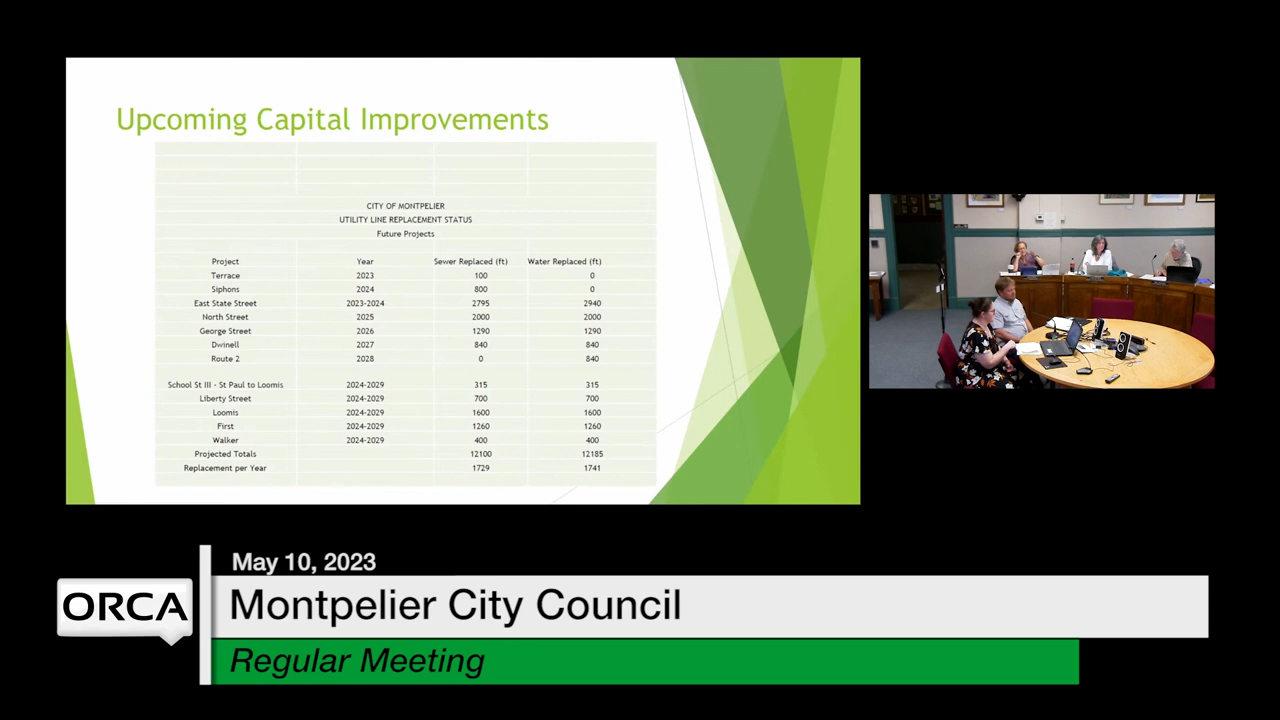 Upcoming Capital Improvements
CITY OF MONTPELIER
UTILITY LINE REPLACEMENT STATUS
Future Projects
Project Year Sewer Replaced (ft) Water Replaced (ft)
Terrace 2023 100 0
Siphons 2024 800 0
East State Street 2023-2024 2795 2940
North Street 2025 2000 2000
George Street 2026 1290 1290
Dwinell 2027 840 840
Route 2 2028 0 840
School St III - St Paul to Loomis 2024-2029 315 315
Liberty Street 2024-2029 700 700
Loomis 2024-2029 1600 1600
First 2024-2029 1260 1260
Walker 2024-2029 400 400
Projected Totals 12100 12185
Replacement per Year 1729 1741
May 10, 2023
ORCA
Montpelier City Council
Regular Meeting